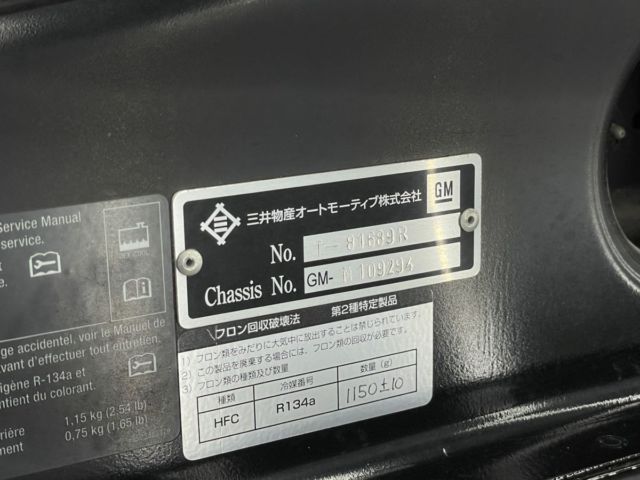 Service Manual
service.
ge accidentel, voir le Manuel de
avant d'effectuer tout entretien.
igène R-134a et
ntient du colorant.
rrière 1.15 kg (2.54 lb)
0.75 kg (1.65 lb)
三井物産オートモーティブ株式会社
GM
No. T-81689R
Chassis No. GM- M109294
フロン回収破壊法 第2種特定製品
1) フロン類をみだりに大気中に放出することは禁じられています。
2) この製品を廃棄する場合には、フロン類の回収が必要です。
3) フロン類の種類及び数量
種類 冷媒番号 数量 (g)
HFC R134a 1150±10